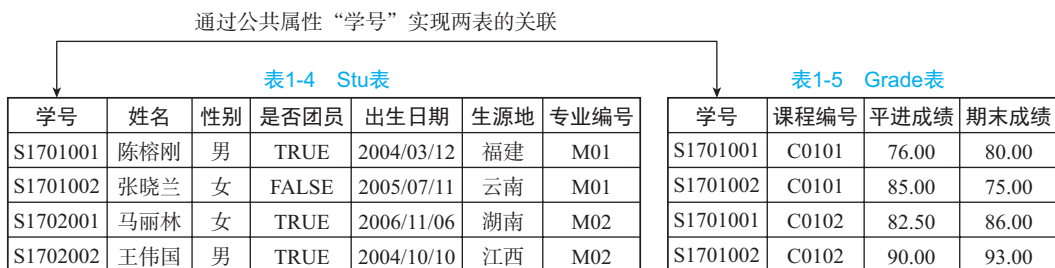 通过公共属性“学号”实现两表的关联
表1-4 Stu表
学号 姓名 性别 是否团员 出生日期 生源地 专业编号
S1701001 陈榕刚 男 TRUE 2004/03/12 福建 M01
S1701002 张晓兰 女 FALSE 2005/07/11 云南 M01
S1702001 马丽林 女 TRUE 2006/11/06 湖南 M02
S1702002 王伟国 男 TRUE 2004/10/10 江西 M02
表1-5 Grade表
学号 课程编号 平进成绩 期末成绩
S1701001 C0101 76.00 80.00
S1701002 C0101 85.00 75.00
S1701001 C0102 82.50 86.00
S1701002 C0102 90.00 93.00